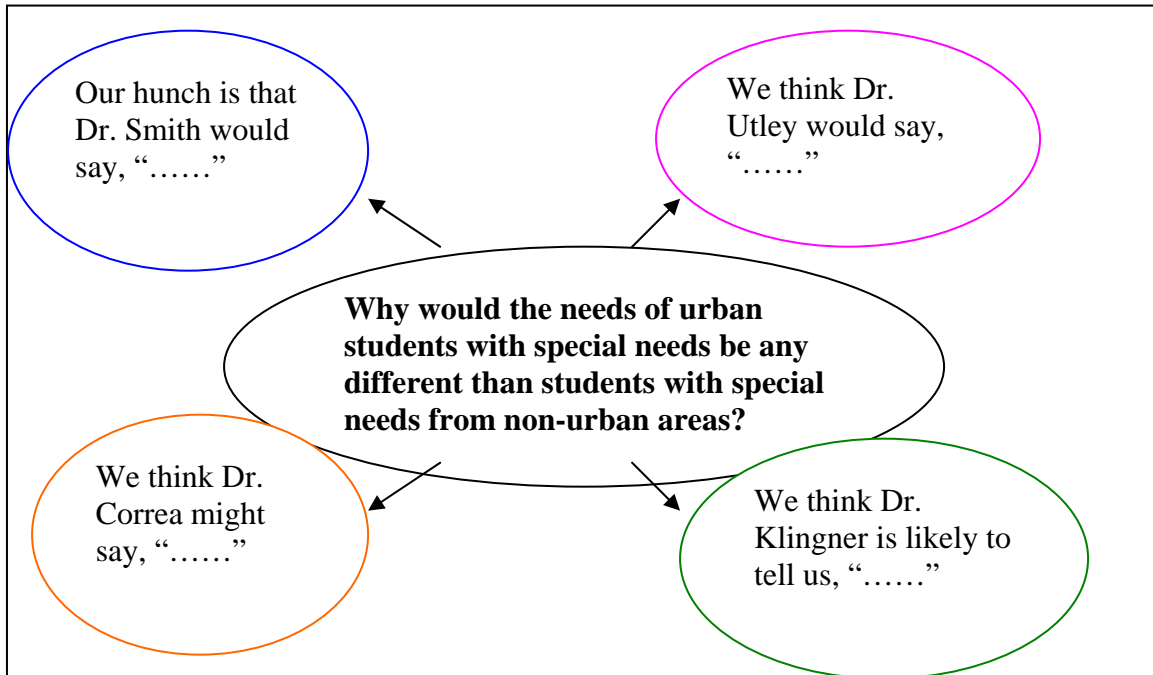 Our hunch is that
Dr. Smith would
say, “……”
We think Dr.
Utley would say,
“……”
Why would the needs of urban
students with special needs be any
different than students with special
needs from non-urban areas?
We think Dr.
Correa might
say, “……”
We think Dr.
Klingner is likely to
tell us, “……”